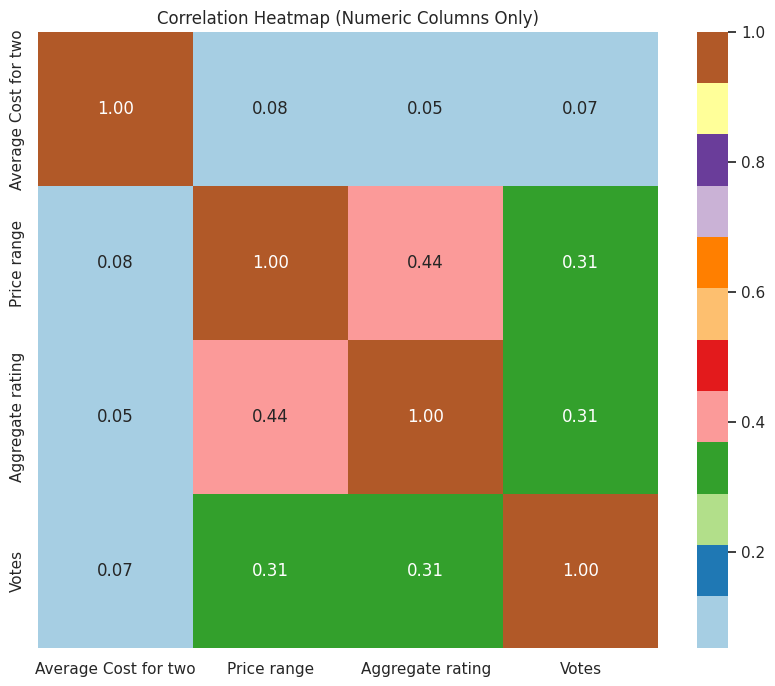 Correlation Heatmap (Numeric Columns Only)
Average Cost for two
1.00 0.08 0.05 0.07
Price range
0.08 1.00 0.44 0.31
Aggregate rating
0.05 0.44 1.00 0.31
Votes
0.07 0.31 0.31 1.00
Average Cost for two Price range Aggregate rating Votes
1.0
0.8
0.6
0.4
0.2